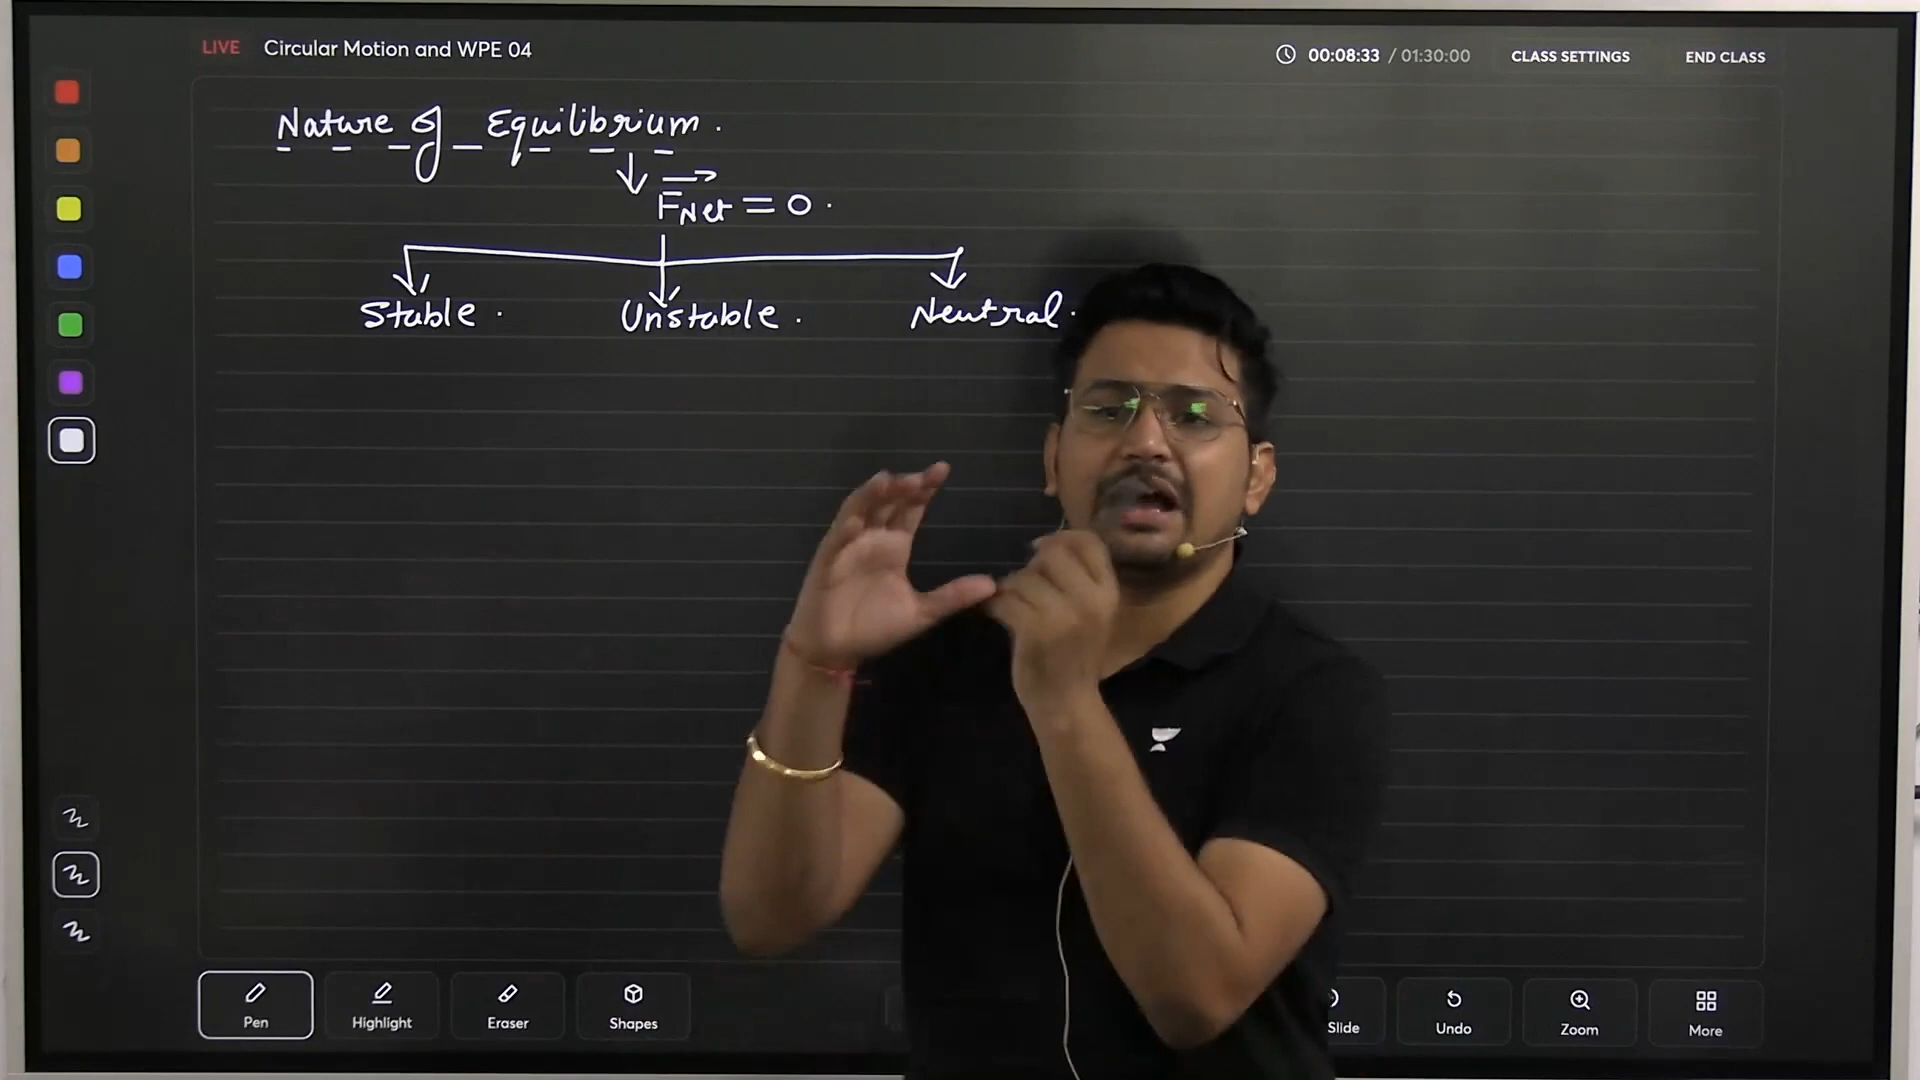 LIVE Circular Motion and WPE 04 00:08:33 / 01:30:00 CLASS SETTINGS END CLASS
Nature of Equilibrium.
F Net = 0.
Stable. Unstable. Neutral.
Pen Highlight Eraser Shapes Slide Undo Zoom More